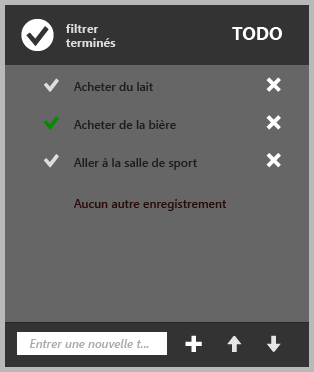 filtrer
terminés
TODO
Acheter du lait
Acheter de la bière
Aller à la salle de sport
Aucun autre enregistrement
Entrer une nouvelle t...